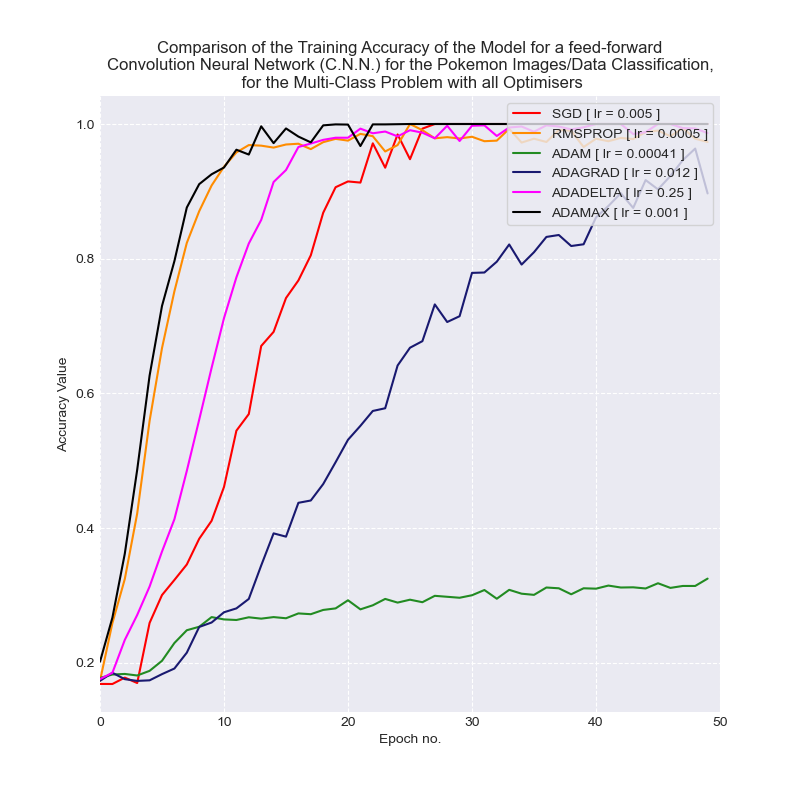 Comparison of the Training Accuracy of the Model for a feed-forward
Convolution Neural Network (C.N.N.) for the Pokemon Images/Data Classification,
for the Multi-Class Problem with all Optimisers
SGD [ lr = 0.005 ]
RMSPROP [ lr = 0.0005 ]
ADAM [ lr = 0.00041 ]
ADAGRAD [ lr = 0.012 ]
ADADELTA [ lr = 0.25 ]
ADAMAX [ lr = 0.001 ]
1.0
0.8
0.6
0.4
0.2
Accuracy Value
0 10 20 30 40 50
Epoch no.